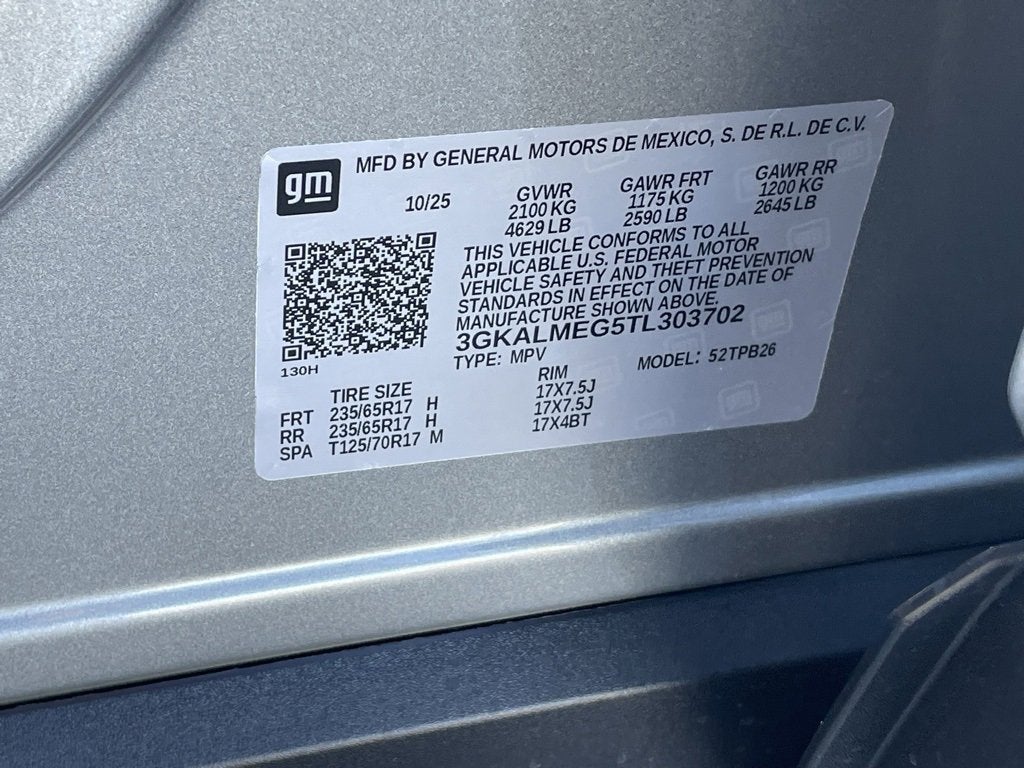 gm
MFD BY GENERAL MOTORS DE MEXICO, S. DE R.L. DE C.V.
10/25 GVWR GAWR FRT GAWR RR
2100 KG 1175 KG 1200 KG
4629 LB 2590 LB 2645 LB
THIS VEHICLE CONFORMS TO ALL
APPLICABLE U.S. FEDERAL MOTOR
VEHICLE SAFETY AND THEFT PREVENTION
STANDARDS IN EFFECT ON THE DATE OF
MANUFACTURE SHOWN ABOVE.
3GKALMEG5TL303702
130H
TYPE: MPV MODEL: 52TPB26
TIRE SIZE RIM
FRT 235/65R17 H 17X7.5J
RR 235/65R17 H 17X7.5J
SPA T125/70R17 M 17X4BT